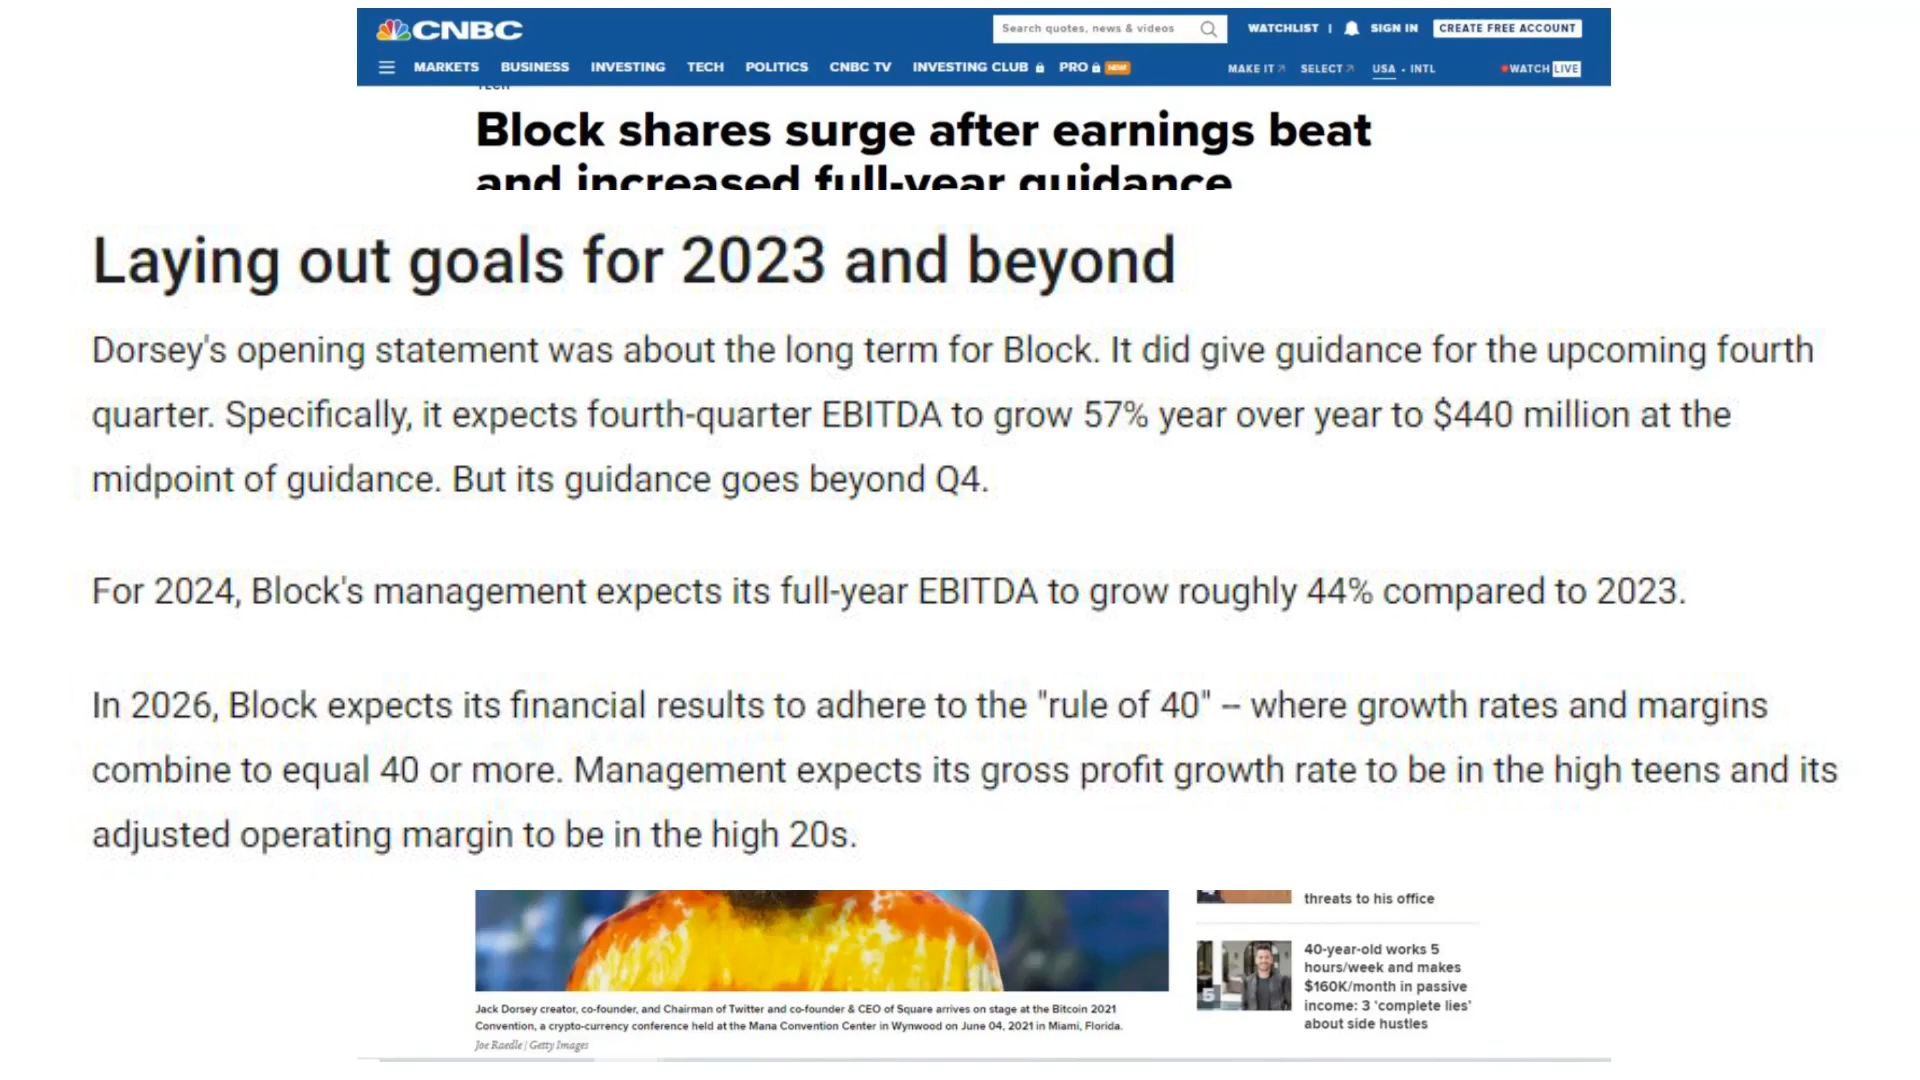 CNBC
Search quotes, news & videos
WATCHLIST | SIGN IN CREATE FREE ACCOUNT
MARKETS BUSINESS INVESTING TECH POLITICS CNBC TV INVESTING CLUB PRO NEW
MAKE IT SELECT USA • INTL WATCH LIVE
TECH
Block shares surge after earnings beat
and increased full-year guidance
Laying out goals for 2023 and beyond
Dorsey's opening statement was about the long term for Block. It did give guidance for the upcoming fourth
quarter. Specifically, it expects fourth-quarter EBITDA to grow 57% year over year to $440 million at the
midpoint of guidance. But its guidance goes beyond Q4.
For 2024, Block's management expects its full-year EBITDA to grow roughly 44% compared to 2023.
In 2026, Block expects its financial results to adhere to the "rule of 40" -- where growth rates and margins
combine to equal 40 or more. Management expects its gross profit growth rate to be in the high teens and its
adjusted operating margin to be in the high 20s.
threats to his office
5
40-year-old works 5
hours/week and makes
$160K/month in passive
income: 3 'complete lies'
about side hustles
Jack Dorsey creator, co-founder, and Chairman of Twitter and co-founder & CEO of Square arrives on stage at the Bitcoin 2021
Convention, a crypto-currency conference held at the Mana Convention Center in Wynwood on June 04, 2021 in Miami, Florida.
Joe Raedle | Getty Images